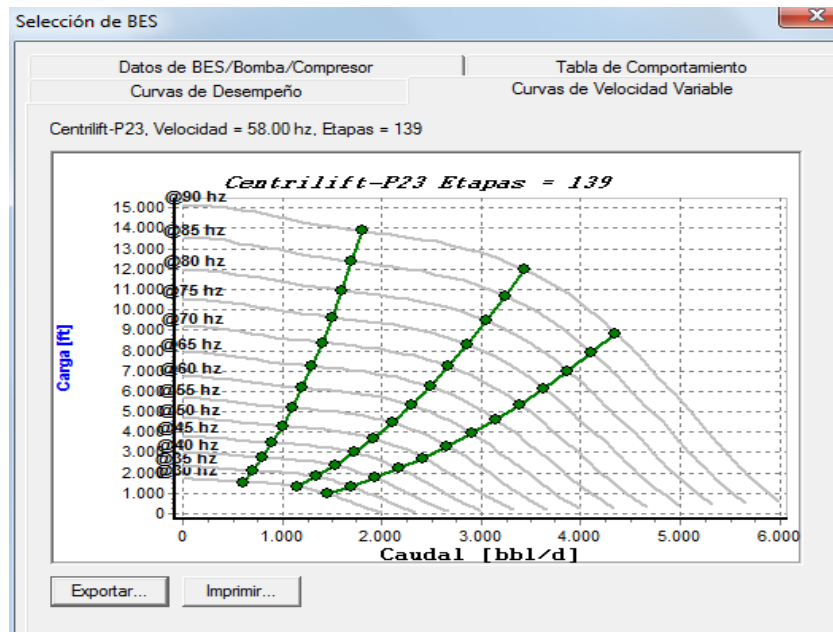 Selección de BES
Datos de BES/Bomba/Compresor
Tabla de Comportamiento
Curvas de Desempeño
Curvas de Velocidad Variable
Centrilift-P23, Velocidad = 58.00 hz, Etapas = 139
Centrilift-P23 Etapas = 139
@90 hz
15.000
14.000
@85 hz
13.000
12.000
@80 hz
11.000
@75 hz
10.000
9.000
@70 hz
8.000
@65 hz
7.000
@60 hz
6.000
@55 hz
5.000
@50 hz
4.000
@45 hz
3.000
@40 hz
@35 hz
2.000
@30 hz
1.000
0
Carga [ft]
0 1.000 2.000 3.000 4.000 5.000 6.000
Caudal [bbl/d]
Exportar... Imprimir...